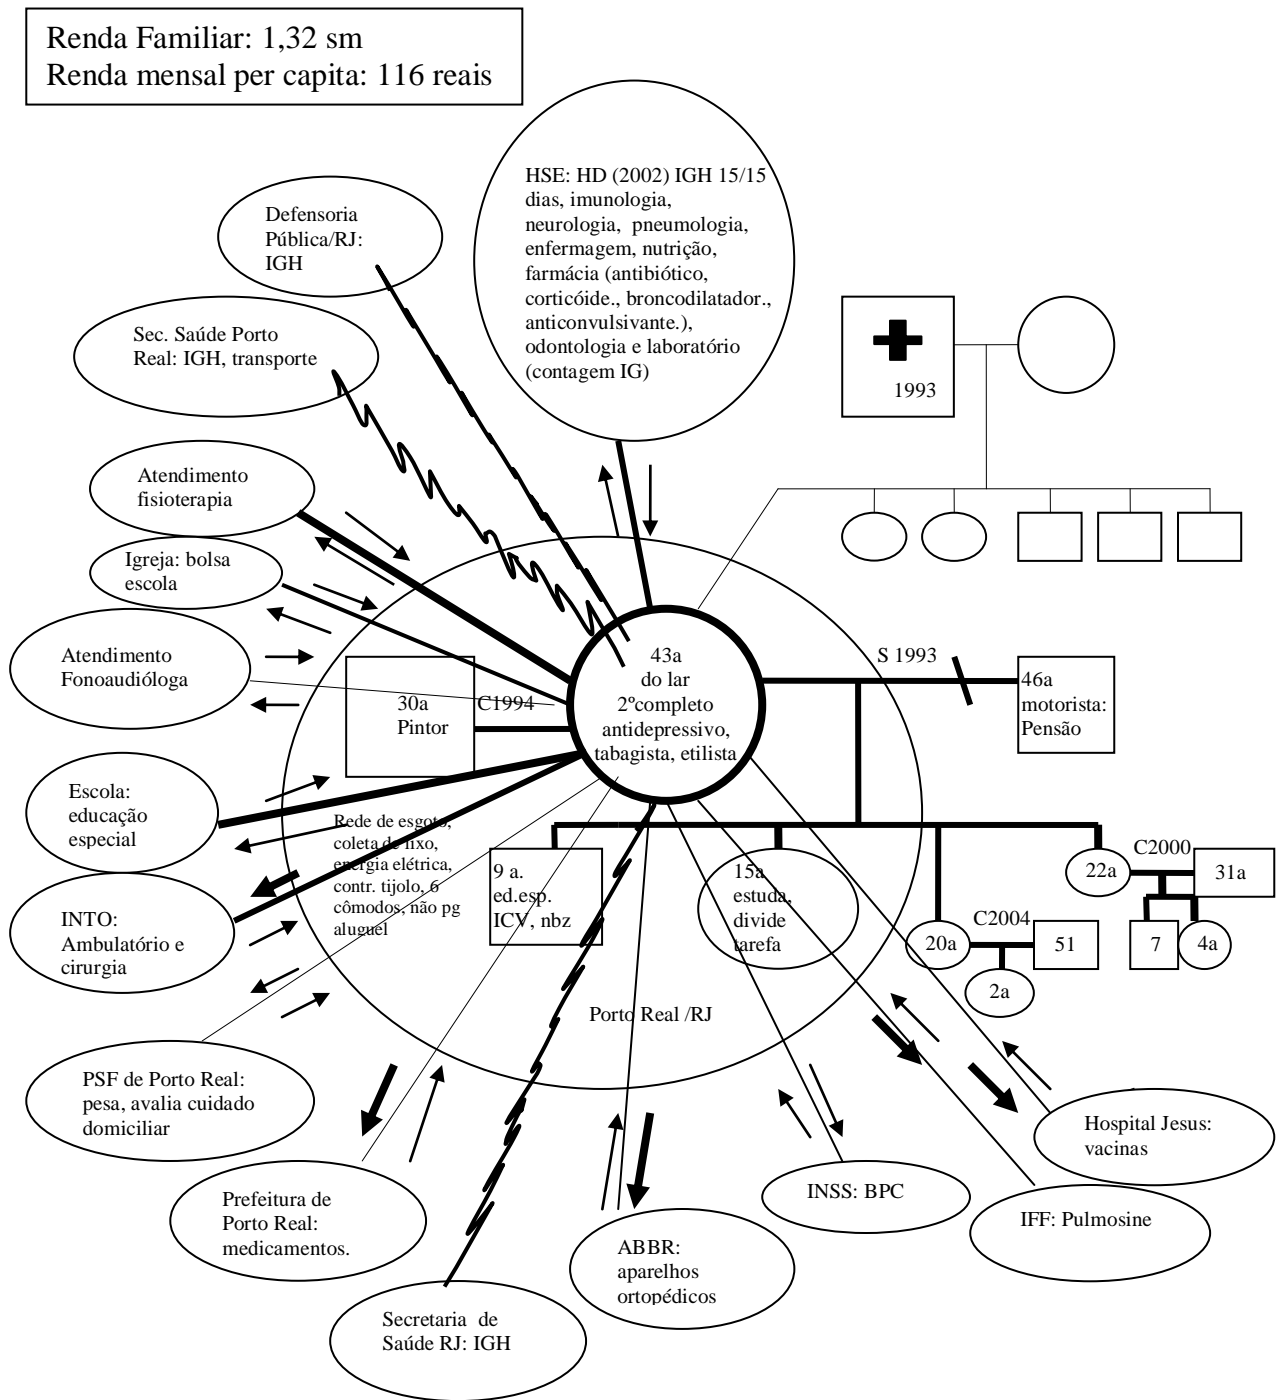 Renda Familiar: 1,32 sm
Renda mensal per capita: 116 reais
HSE: HD (2002) IGH 15/15
dias, imunologia,
neurologia, pneumologia,
enfermagem, nutrição,
farmácia (antibiótico,
corticóide., broncodilatador.,
anticonvulsivante.),
odontologia e laboratório
(contagem IG)
Defensoria
Pública/RJ:
IGH
Sec. Saúde Porto
Real: IGH, transporte
1993
Atendimento
fisioterapia
Igreja: bolsa
escola
Atendimento
Fonoaudióloga
30a
Pintor
C1994
43a
do lar
2ºcompleto
antidepressivo,
tabagista, etilista
S 1993
46a
motorista:
Pensão
Escola:
educação
especial
Rede de esgoto,
coleta de lixo,
energia elétrica,
contr. tijolo, 6
cômodos, não pg
aluguel
9 a.
ed.esp.
ICV, nbz
15a
estuda,
divide
tarefa
22a
C2000
31a
20a
C2004
51
7
4a
2a
INTO:
Ambulatório e
cirurgia
Porto Real /RJ
PSF de Porto Real:
pesa, avalia cuidado
domiciliar
Hospital Jesus:
vacinas
Prefeitura de
Porto Real:
medicamentos.
INSS: BPC
IFF: Pulmosine
ABBR:
aparelhos
ortopédicos
Secretaria de
Saúde RJ: IGH